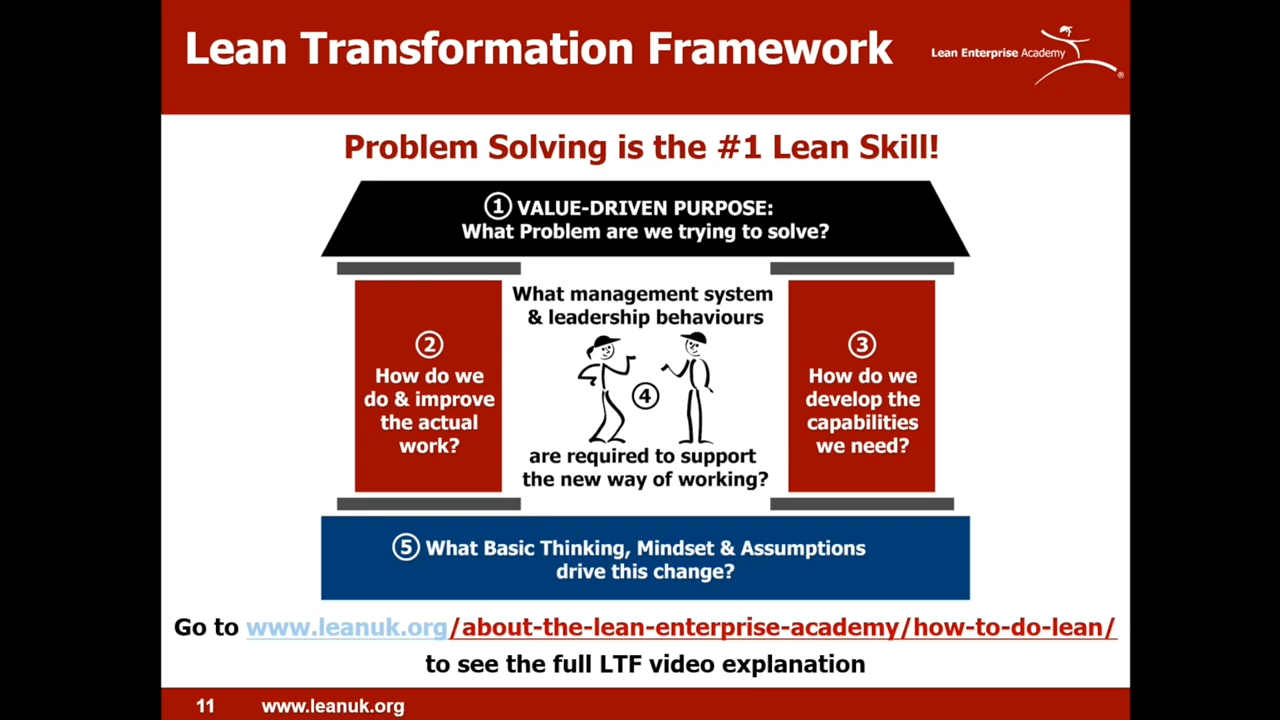 Lean Transformation Framework
Lean Enterprise Academy
®
Problem Solving is the #1 Lean Skill!
① VALUE-DRIVEN PURPOSE:
What Problem are we trying to solve?
②
How do we
do & improve
the actual
work?
What management system
& leadership behaviours
④
are required to support
the new way of working?
③
How do we
develop the
capabilities
we need?
⑤ What Basic Thinking, Mindset & Assumptions
drive this change?
Go to www.leanuk.org/about-the-lean-enterprise-academy/how-to-do-lean/
to see the full LTF video explanation
11 www.leanuk.org